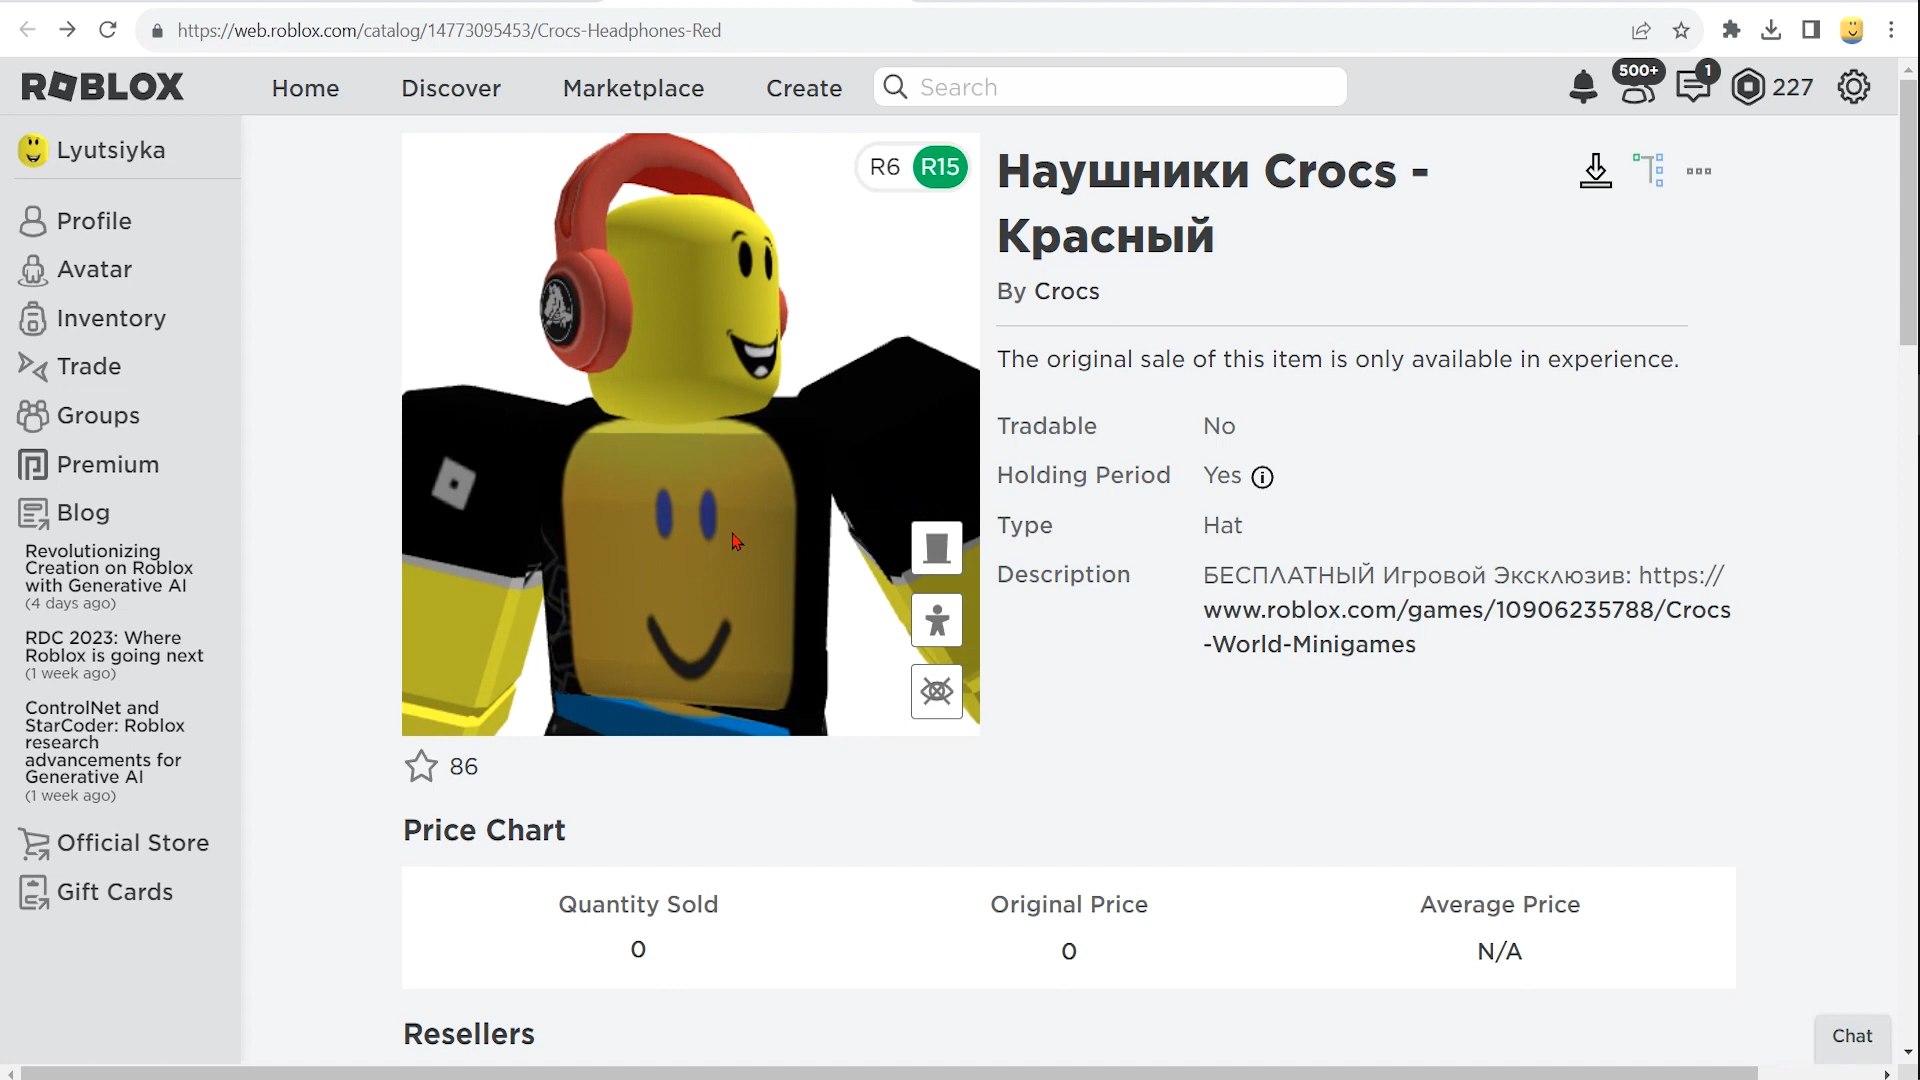 https://web.roblox.com/catalog/14773095453/Crocs-Headphones-Red
ROBLOX
Home
Discover
Marketplace
Create
Search
500+
1
227
Lyutsiyka
Profile
Avatar
Inventory
Trade
Groups
Premium
Blog
Revolutionizing
Creation on Roblox
with Generative AI
(4 days ago)
RDC 2023: Where
Roblox is going next
(1 week ago)
ControlNet and
StarCoder: Roblox
research
advancements for
Generative AI
(1 week ago)
Official Store
Gift Cards
R6 R15
Наушники Crocs -
Красный
By Crocs
The original sale of this item is only available in experience.
Tradable No
Holding Period Yes
Type Hat
Description БЕСПЛАТНЫЙ Игровой Эксклюзив: https://
www.roblox.com/games/10906235788/Crocs
-World-Minigames
86
Price Chart
Quantity Sold
0
Original Price
0
Average Price
N/A
Resellers
Chat